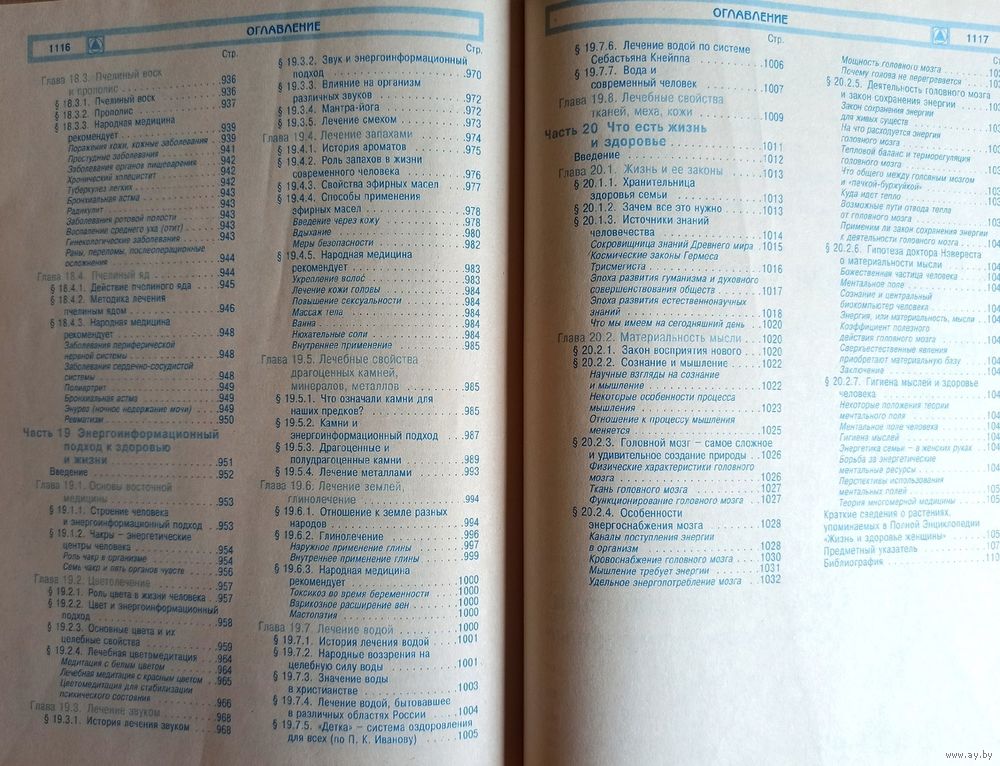 1116
ОГЛАВЛЕНИЕ
Стр.
Глава 18.3. Пчелиный воск
и прополис .936
§ 18.3.1. Пчелиный воск .936
§ 18.3.2. Прополис .937
§ 18.3.3 Народная медицина
рекомендует .939
Поражения кожи, кожные заболевания .939
Простудные заболевания .941
Заболевания органов пищеварения .942
Хронический холецистит .942
Туберкулез легких .942
Бронхиальная астма .943
Радикулит .943
Заболевания ротовой полости .943
Воспаление среднего уха (отит) .943
Гинекологические заболевания .943
Раны, переломы, послеоперационные
осложнения .944
Глава 18.4. Пчелиный яд .944
§ 18.4.1. Действие пчелиного яда .945
§ 18.4.2. Методика лечения
пчелиным ядом .946
§ 18.4.3. Народная медицина
рекомендует .948
Заболевания периферической
нервной системы .948
Заболевания сердечно-сосудистой
системы .948
Полиартрит .949
Бронхиальная астма .949
Энурез (ночное недержание мочи) .949
Ревматизм .950
Часть 19 Энергоинформационный
подход к здоровью
и жизни .951
Введение .952
Глава 19.1. Основы восточной
медицины .953
§ 19.1.1. Строение человека
и энергоинформационный подход .953
§ 19.1.2. Чакры – энергетические
центры человека .954
Роль чакр в организме .954
Семь чакр и пять органов чувств .956
Глава 19.2. Цветолечение .957
§ 19.2.1. Роль цвета в жизни человека .957
§ 19.2.2. Цвет и энергоинформационный
подход .958
§ 19.2.3. Основные цвета и их
целебные свойства .959
§ 19.2.4. Лечебная цветомедитация .964
Медитация с белым цветом .964
Лечебная медитация с красным цветом .965
Цветомедитация для стабилизации
психического состояния .966
Глава 19.3. Лечение звуком .968
§ 19.3.1. История лечения звуком .968
Стр.
§ 19.3.2. Звук и энергоинформационный
подход .970
§ 19.3.3. Влияние на организм
различных звуков .972
§ 19.3.4. Мантра-йога .972
§ 19.3.5. Лечение смехом .973
Глава 19.4. Лечение запахами .974
§ 19.4.1. История ароматов .975
§ 19.4.2. Роль запахов в жизни
современного человека .976
§ 19.4.3. Свойства эфирных масел .977
§ 19.4.4. Способы применения
эфирных масел .978
Введение через кожу .978
Вдыхание .980
Меры безопасности .982
§ 19.4.5. Народная медицина
рекомендует .983
Укрепление волос .983
Лечение кожи головы .984
Повышение сексуальности .984
Массаж тела .984
Ванна .984
Нюхательные соли .984
Внутреннее применение .985
Глава 19.5. Лечебные свойства
драгоценных камней,
минералов, металлов .985
§ 19.5.1. Что означали камни для
наших предков? .985
§ 19.5.2. Камни и
энергоинформационный подход .987
§ 19.5.3. Драгоценные и
полудрагоценные камни .989
§ 19.5.4. Лечение металлами .993
Глава 19.6. Лечение землей,
глинолечение .994
§ 19.6.1. Отношение к земле разных
народов .994
§ 19.6.2. Глинолечение .996
Наружное применение глины .997
Внутреннее применение глины .999
§ 19.6.3. Народная медицина
рекомендует 1000
Токсикоз во время беременности 1000
Варикозное расширение вен 1000
Мастопатия 1000
Глава 19.7. Лечение водой 1000
§ 19.7.1. История лечения водой 1001
§ 19.7.2. Народные воззрения на
целебную силу воды 1001
§ 19.7.3. Значение воды
в христианстве 1003
§ 19.7.4. Лечение водой, бытовавшее
в различных областях России 1004
§ 19.7.5. «Детка» – система оздоровления
для всех (по П. К. Иванову) 1005
ОГЛАВЛЕНИЕ
1117
Стр.
§ 19.7.6. Лечение водой по системе
Себастьяна Кнейппа 1006
§ 19.7.7. Вода и
современный человек 1007
Глава 19.8. Лечебные свойства
тканей, меха, кожи 1009
Часть 20 Что есть жизнь
и здоровье 1011
Введение 1012
Глава 20.1. Жизнь и ее законы 1013
§ 20.1.1. Хранительница
здоровья семьи 1013
§ 20.1.2. Зачем все это нужно 1013
§ 20.1.3. Источники знаний
человечества 1014
Сокровищница знаний Древнего мира 1015
Космические законы Гермеса
Трисмегиста 1016
Эпоха развития гуманизма и духовного
совершенствования обществ 1017
Эпоха развития естественнонаучных
знаний 1018
Что мы имеем на сегодняшний день 1020
Глава 20.2. Материальность мысли 1020
§ 20.2.1. Закон восприятия нового 1020
§ 20.2.2. Сознание и мышление 1022
Научные взгляды на сознание
и мышление 1022
Некоторые особенности процесса
мышления 1023
Отношение к процессу мышления
меняется 1025
§ 20.2.3. Головной мозг – самое сложное
и удивительное создание природы 1026
Физические характеристики головного
мозга 1026
Ткань головного мозга 1027
Функционирование головного мозга 1027
§ 20.2.4. Особенности
энергоснабжения мозга 1028
Каналы поступления энергии
в организм 1028
Кровоснабжение головного мозга 1030
Мышление требует энергии 1031
Удельное энергопотребление мозга 1032
Мощность головного мозга
Почему голова не перегревается
§ 20.2.5. Деятельность головного мозга
и закон сохранения энергии
Закон сохранения энергии
для живых существ
На что расходуется энергия
головного мозга
Тепловой баланс и терморегуляция
головного мозга
Что общего между головным мозгом
и «печкой-буржуйкой»
Куда идет тепло
Возможные пути отвода тепла
от головного мозга
Применим ли закон сохранения энергии
к деятельности головного мозга
§ 20.2.6. Гипотеза доктора Нэвереста
о материальности мысли
Божественная частица человека
Ментальное поле
Сознание и центральный
биокомпьютер человека
Энергия, или материальность, мысли
Коэффициент полезного
действия головного мозга
Сверхъестественные явления
приобретают материальную базу
Заключение
§ 20.2.7. Гигиена мыслей и здоровье
человека
Некоторые положения теории
ментального поля
Ментальное поле человека
Гигиена мыслей
Энергетика семьи – в женских руках
Борьба за энергетические
ментальные ресурсы
Перспективы использования
ментальных полей
Теория многомерной медицины
Краткие сведения о растениях,
упоминаемых в Полной Энциклопедии
«Жизнь и здоровье женщины»
Предметный указатель
Библиография
www.ay.by